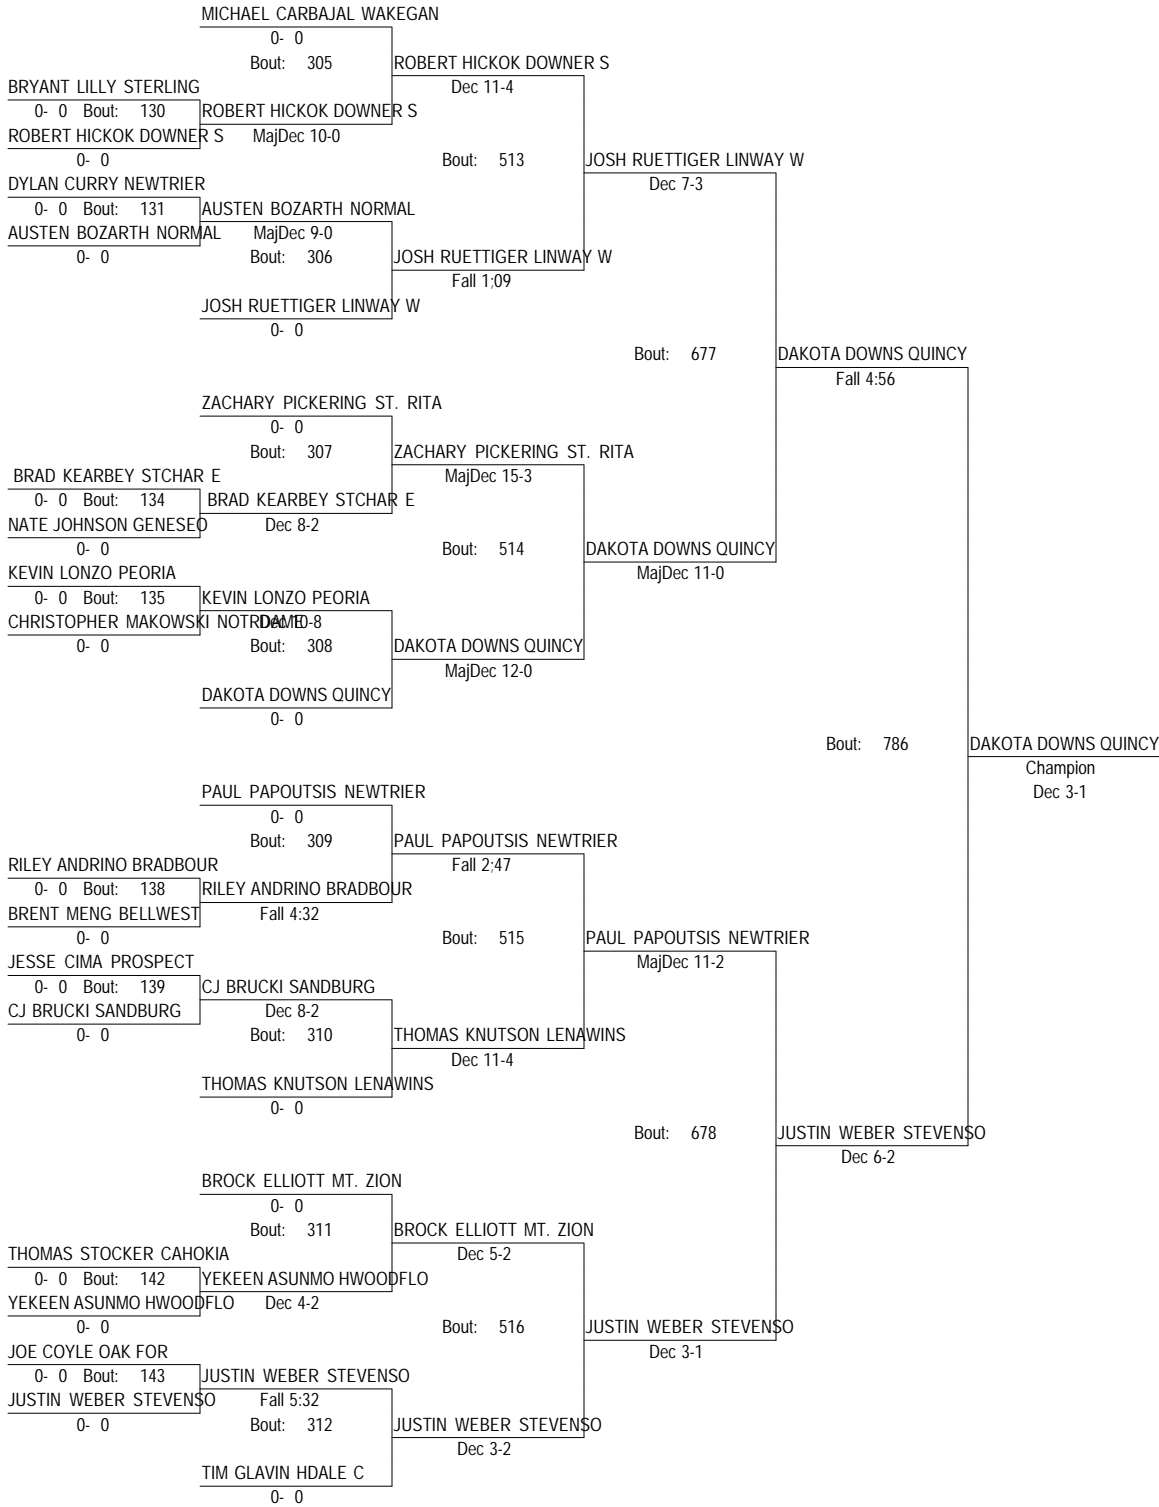 MICHAEL CARBAJAL WAKEGAN
0- 0
Bout: 305 ROBERT HICKOK DOWNER S
BRYANT LILLY STERLING Dec 11-4
0- 0 Bout: 130 ROBERT HICKOK DOWNER S
ROBERT HICKOK DOWNER S MajDec 10-0
0- 0 Bout: 513 JOSH RUETTIGER LINWAY W
DYLAN CURRY NEWTRIER Dec 7-3
0- 0 Bout: 131 AUSTEN BOZARTH NORMAL
AUSTEN BOZARTH NORMAL MajDec 9-0
0- 0 Bout: 306 JOSH RUETTIGER LINWAY W
Fall 1;09
JOSH RUETTIGER LINWAY W
0- 0
Bout: 677 DAKOTA DOWNS QUINCY
Fall 4:56
ZACHARY PICKERING ST. RITA
0- 0
Bout: 307 ZACHARY PICKERING ST. RITA
BRAD KEARBEY STCHAR E MajDec 15-3
0- 0 Bout: 134 BRAD KEARBEY STCHAR E
NATE JOHNSON GENESEO Dec 8-2
0- 0 Bout: 514 DAKOTA DOWNS QUINCY
KEVIN LONZO PEORIA MajDec 11-0
0- 0 Bout: 135 KEVIN LONZO PEORIA
CHRISTOPHER MAKOWSKI NOTRDAME Dec 10-8
0- 0 Bout: 308 DAKOTA DOWNS QUINCY
MajDec 12-0
DAKOTA DOWNS QUINCY
0- 0
Bout: 786 DAKOTA DOWNS QUINCY
Champion
PAUL PAPOUTSIS NEWTRIER Dec 3-1
0- 0
Bout: 309 PAUL PAPOUTSIS NEWTRIER
RILEY ANDRINO BRADBOUR Fall 2;47
0- 0 Bout: 138 RILEY ANDRINO BRADBOUR
BRENT MENG BELLWEST Fall 4:32
0- 0 Bout: 515 PAUL PAPOUTSIS NEWTRIER
JESSE CIMA PROSPECT MajDec 11-2
0- 0 Bout: 139 CJ BRUCKI SANDBURG
CJ BRUCKI SANDBURG Dec 8-2
0- 0 Bout: 310 THOMAS KNUTSON LENAWINS
Dec 11-4
THOMAS KNUTSON LENAWINS
0- 0
Bout: 678 JUSTIN WEBER STEVENSO
Dec 6-2
BROCK ELLIOTT MT. ZION
0- 0
Bout: 311 BROCK ELLIOTT MT. ZION
THOMAS STOCKER CAHOKIA Dec 5-2
0- 0 Bout: 142 YEKEEN ASUNMO HWOODFLO
YEKEEN ASUNMO HWOODFLO Dec 4-2
0- 0 Bout: 516 JUSTIN WEBER STEVENSO
JOE COYLE OAK FOR Dec 3-1
0- 0 Bout: 143 JUSTIN WEBER STEVENSO
JUSTIN WEBER STEVENSO Fall 5:32
0- 0 Bout: 312 JUSTIN WEBER STEVENSO
Dec 3-2
TIM GLAVIN HDALE C
0- 0